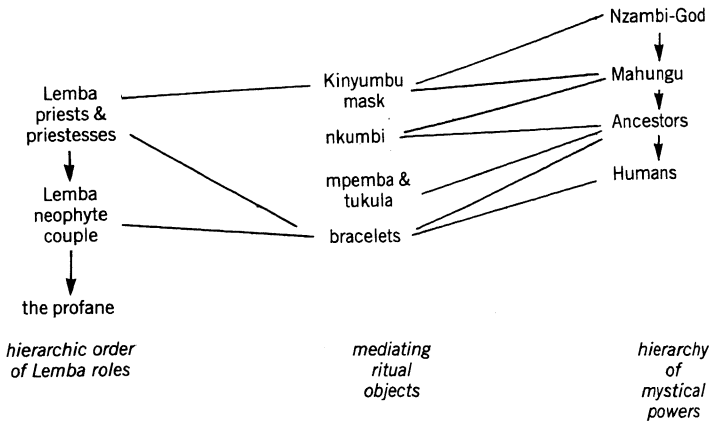 Lemba
priests &
priestesses
Lemba
neophyte
couple
the profane
hierarchic order
of Lemba roles
Kinyumbu
mask
nkumbi
mpemba &
tukula
bracelets
mediating
ritual
objects
Nzambi-God
Mahungu
Ancestors
Humans
hierarchy
of
mystical
powers